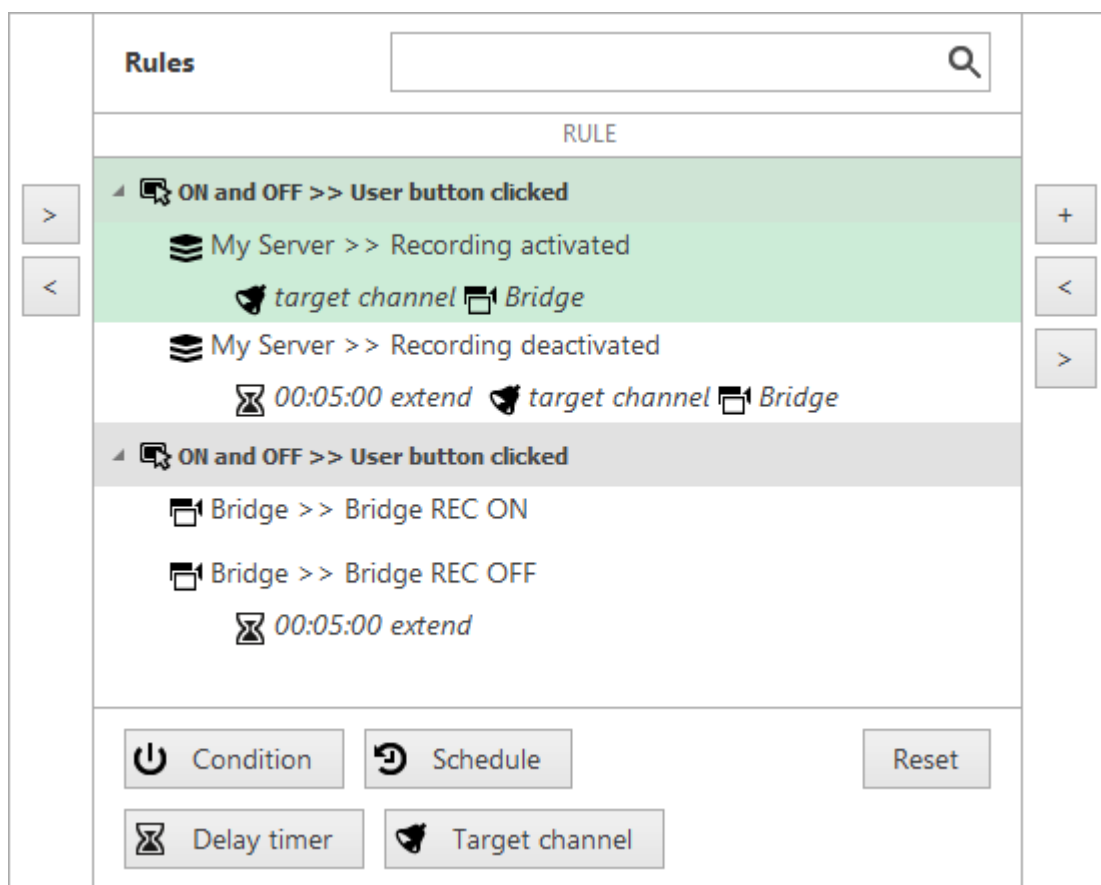 Rules
RULE
ON and OFF >> User button clicked
>
+
My Server >> Recording activated
<
<
target channel Bridge
My Server >> Recording deactivated
>
00:05:00 extend target channel Bridge
ON and OFF >> User button clicked
Bridge >> Bridge REC ON
Bridge >> Bridge REC OFF
00:05:00 extend
Condition Schedule Reset
Delay timer Target channel